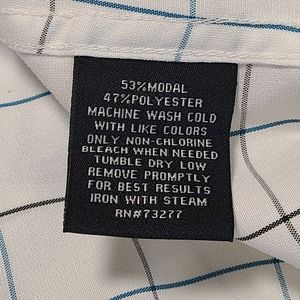 53%MODAL
47%POLYESTER
MACHINE WASH COLD
WITH LIKE COLORS
ONLY NON-CHLORINE
BLEACH WHEN NEEDED
TUMBLE DRY LOW
REMOVE PROMPTLY
FOR BEST RESULTS
IRON WITH STEAM
RN#73277